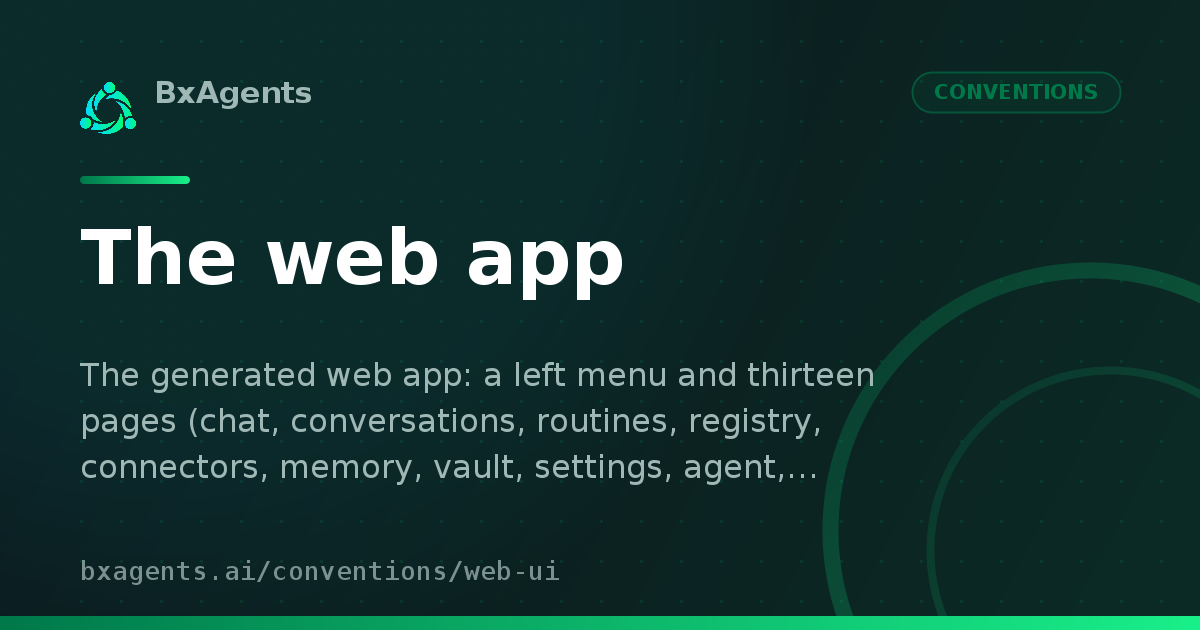 BxAgents
CONVENTIONS
The web app
The generated web app: a left menu and thirteen
pages (chat, conversations, routines, registry,
connectors, memory, vault, settings, agent,…
bxagents.ai/conventions/web-ui